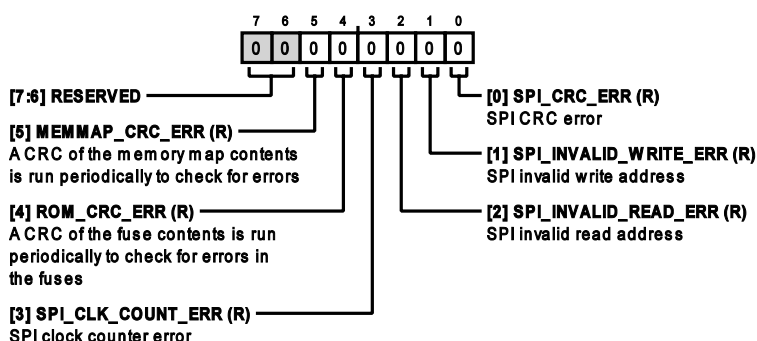 7 6 5 4 3 2 1 0
0 0 0 0 0 0 0 0
[7:6] RESERVED
[5] MEMMAP_CRC_ERR (R)
A CRC of the memory map contents
is run periodically to check for errors
[4] ROM_CRC_ERR (R)
A CRC of the fuse contents is run
periodically to check for errors in
the fuses
[3] SPI_CLK_COUNT_ERR (R)
SPI clock counter error
[0] SPI_CRC_ERR (R)
SPI CRC error
[1] SPI_INVALID_WRITE_ERR (R)
SPI invalid write address
[2] SPI_INVALID_READ_ERR (R)
SPI invalid read address